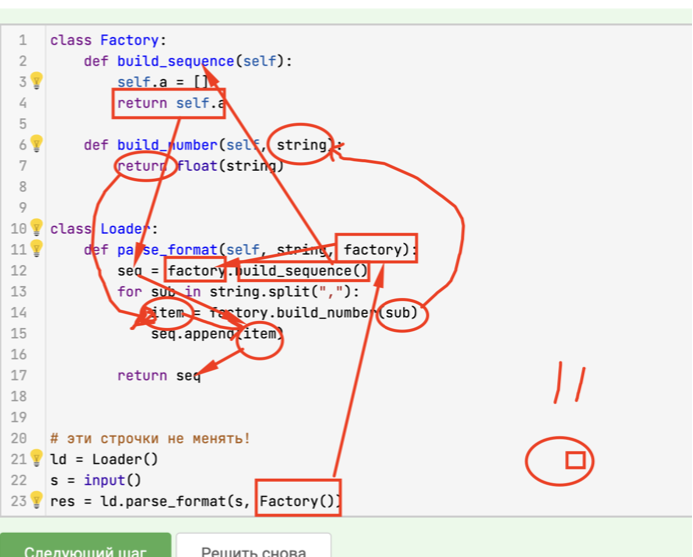 1 class Factory:
2 def build_sequence(self):
3 self.a = []
4 return self.a
5
6 def build_number(self, string):
7 return float(string)
8
9
10 class Loader:
11 def parse_format(self, string, factory):
12 seq = factory.build_sequence()
13 for sub in string.split(","):
14 item = factory.build_number(sub)
15 seq.append(item)
16
17 return seq
18
19
20 # эти строчки не менять!
21 ld = Loader()
22 s = input()
23 res = ld.parse_format(s, Factory())
Следующий шаг Решить снова